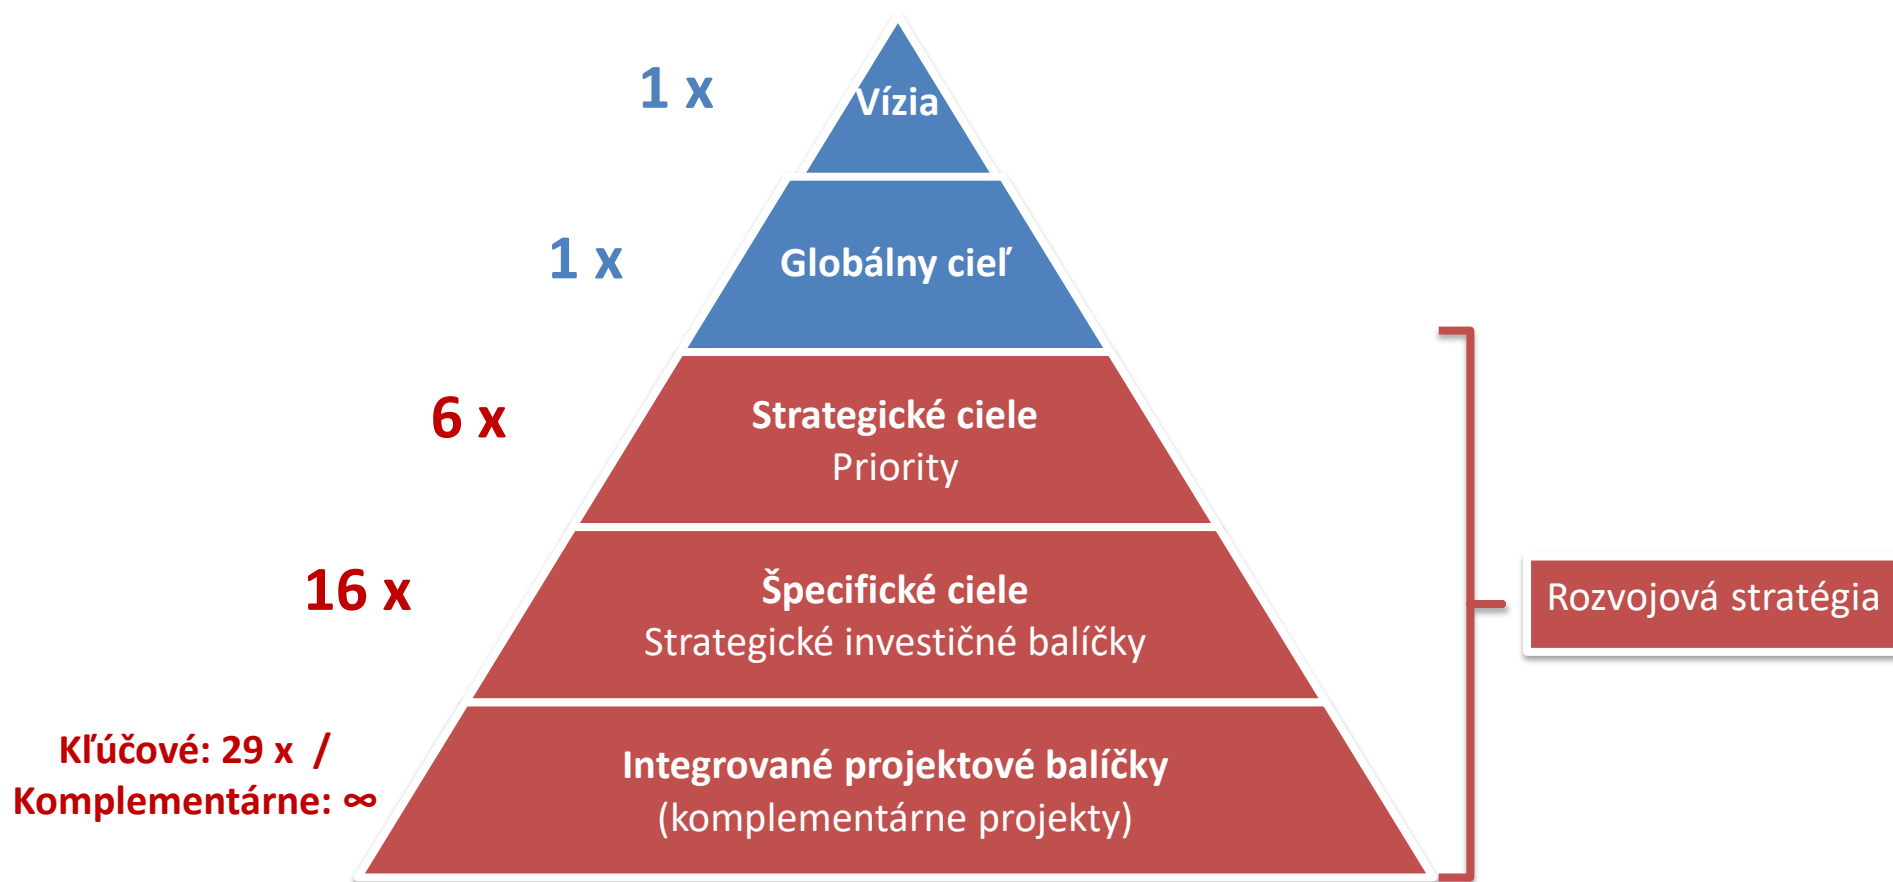 1 x
Vízia
1 x
Globálny cieľ
6 x
Strategické ciele
Priority
16 x
Špecifické ciele
Strategické investičné balíčky
Rozvojová stratégia
Kľúčové: 29 x /
Komplementárne: ∞
Integrované projektové balíčky
(komplementárne projekty)